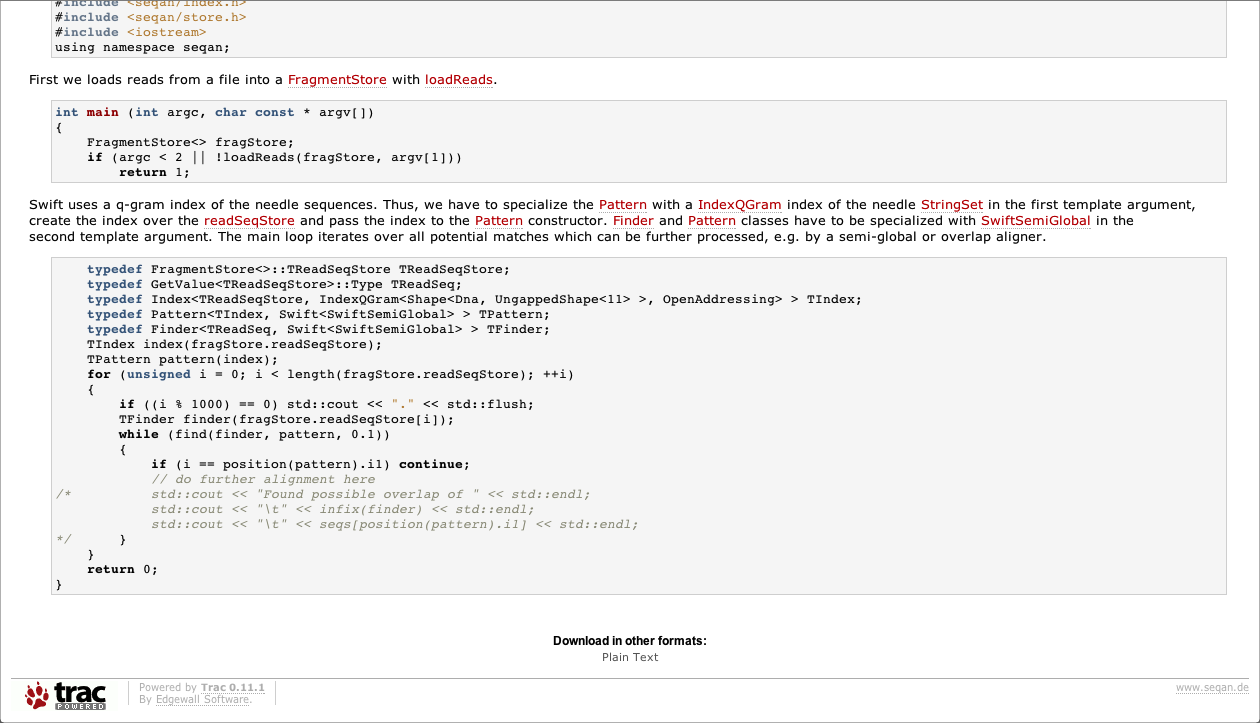 #include <seqan/index.h>
#include <seqan/store.h>
#include <iostream>
using namespace seqan;
First we loads reads from a file into a FragmentStore with loadReads.
int main (int argc, char const * argv[])
{
    FragmentStore<> fragStore;
    if (argc < 2 || !loadReads(fragStore, argv[1]))
        return 1;
Swift uses a q-gram index of the needle sequences. Thus, we have to specialize the Pattern with a IndexQGram index of the needle StringSet in the first template argument,
create the index over the readSeqStore and pass the index to the Pattern constructor. Finder and Pattern classes have to be specialized with SwiftSemiGlobal in the
second template argument. The main loop iterates over all potential matches which can be further processed, e.g. by a semi-global or overlap aligner.
    typedef FragmentStore<>::TReadSeqStore TReadSeqStore;
    typedef GetValue<TReadSeqStore>::Type TReadSeq;
    typedef Index<TReadSeqStore, IndexQGram<Shape<Dna, UngappedShape<11> >, OpenAddressing> > TIndex;
    typedef Pattern<TIndex, Swift<SwiftSemiGlobal> > TPattern;
    typedef Finder<TReadSeq, Swift<SwiftSemiGlobal> > TFinder;
    TIndex index(fragStore.readSeqStore);
    TPattern pattern(index);
    for (unsigned i = 0; i < length(fragStore.readSeqStore); ++i)
    {
        if ((i % 1000) == 0) std::cout << "." << std::flush;
        TFinder finder(fragStore.readSeqStore[i]);
        while (find(finder, pattern, 0.1))
        {
            if (i == position(pattern).i1) continue;
            // do further alignment here
/*          std::cout << "Found possible overlap of " << std::endl;
            std::cout << "\t" << infix(finder) << std::endl;
            std::cout << "\t" << seqs[position(pattern).i1] << std::endl;
*/      }
    }
    return 0;
}
Download in other formats:
Plain Text
trac POWERED
Powered by Trac 0.11.1
By Edgewall Software.
www.seqan.de